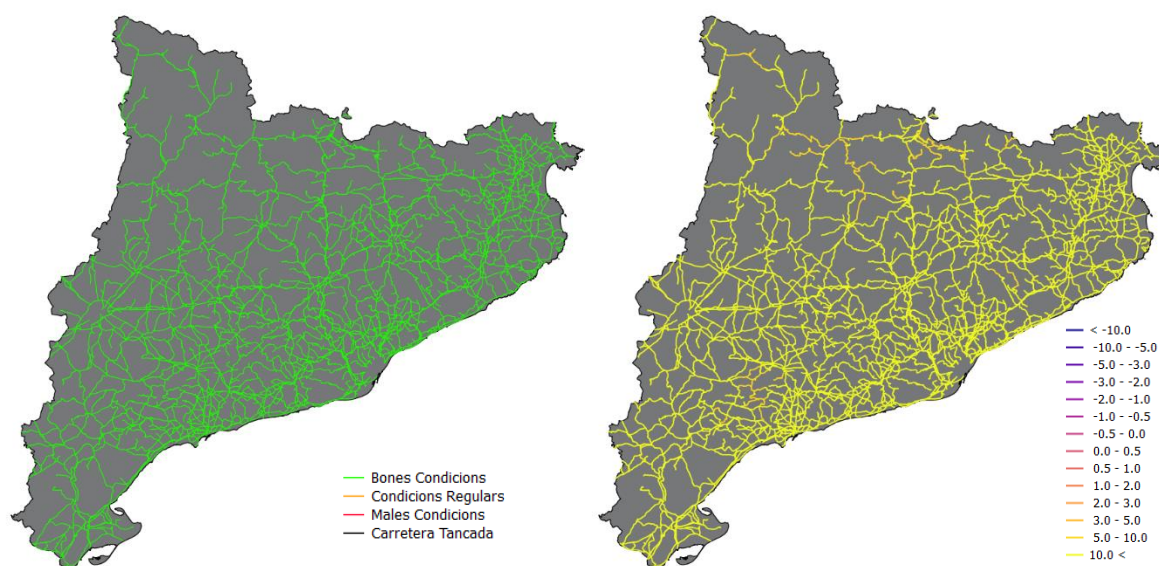 Bones Condicions
Condicions Regulars
Males Condicions
Carretera Tancada
< -10.0
-10.0 - -5.0
-5.0 - -3.0
-3.0 - -2.0
-2.0 - -1.0
-1.0 - -0.5
-0.5 - 0.0
0.0 - 0.5
0.5 - 1.0
1.0 - 2.0
2.0 - 3.0
3.0 - 5.0
5.0 - 10.0
10.0 <